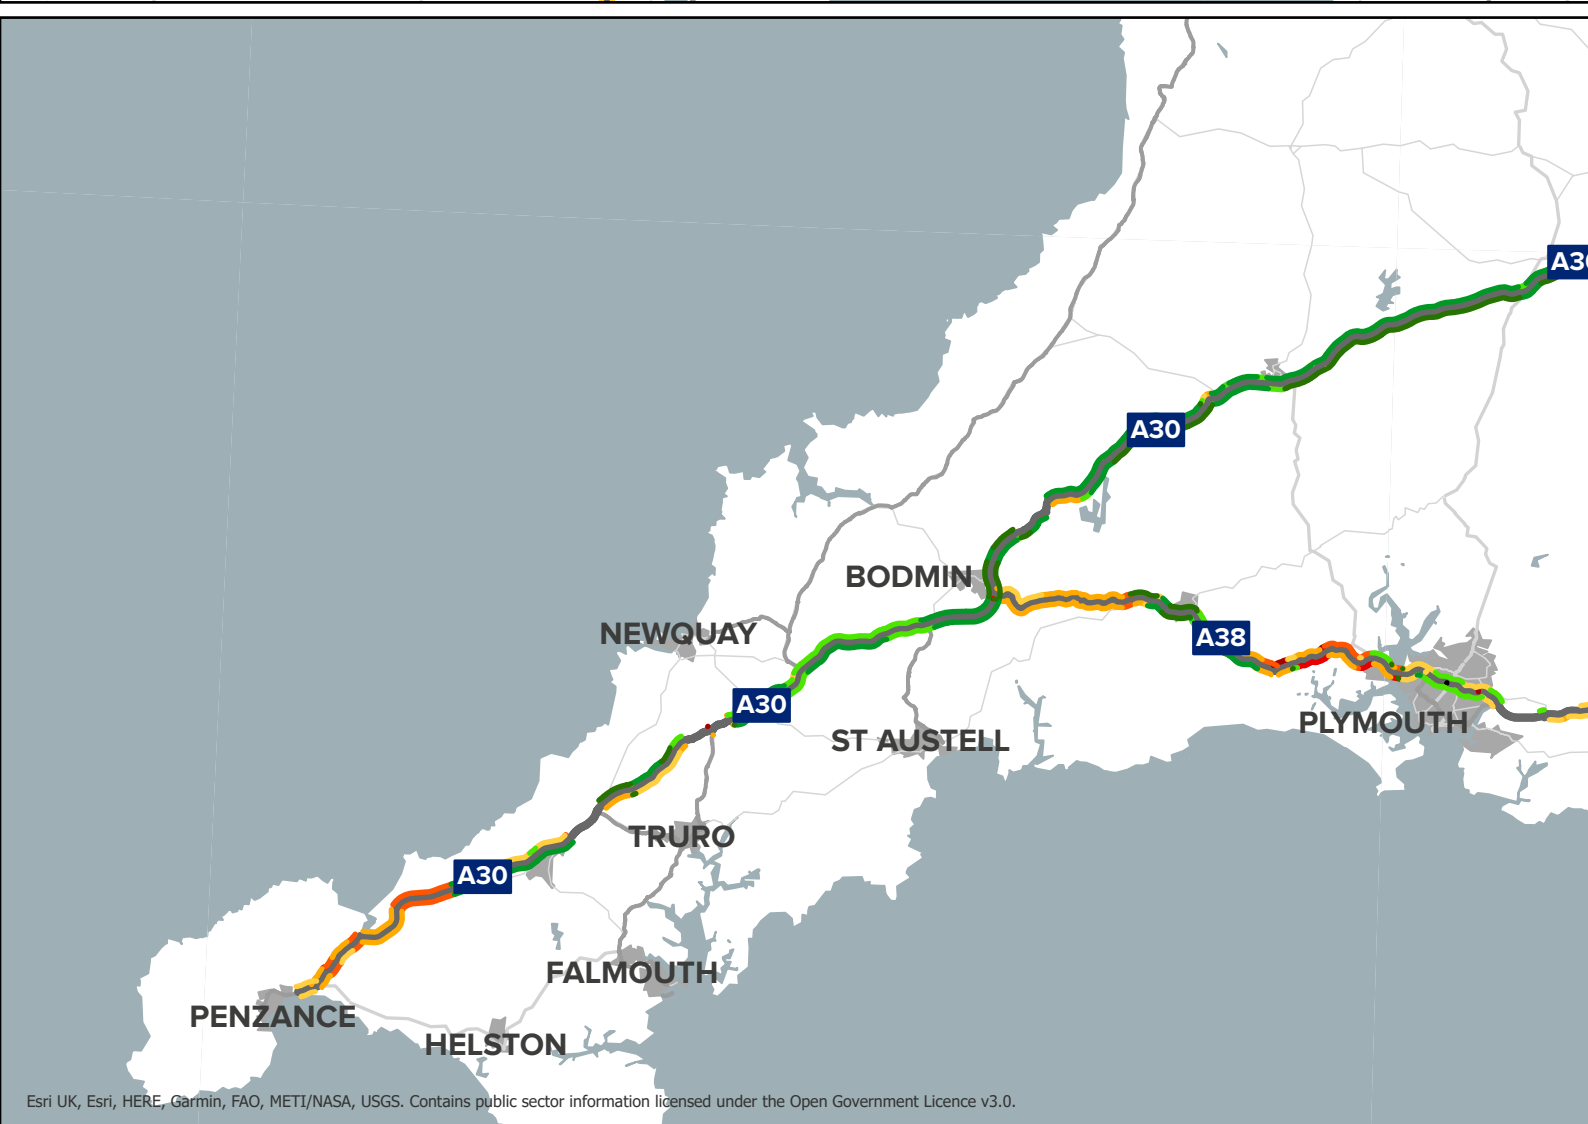 A30
A30
BODMIN
NEWQUAY
A38
A30
PLYMOUTH
ST AUSTELL
TRURO
A30
FALMOUTH
PENZANCE
HELSTON
Esri UK, Esri, HERE, Garmin, FAO, METI/NASA, USGS. Contains public sector information licensed under the Open Government Licence v3.0.